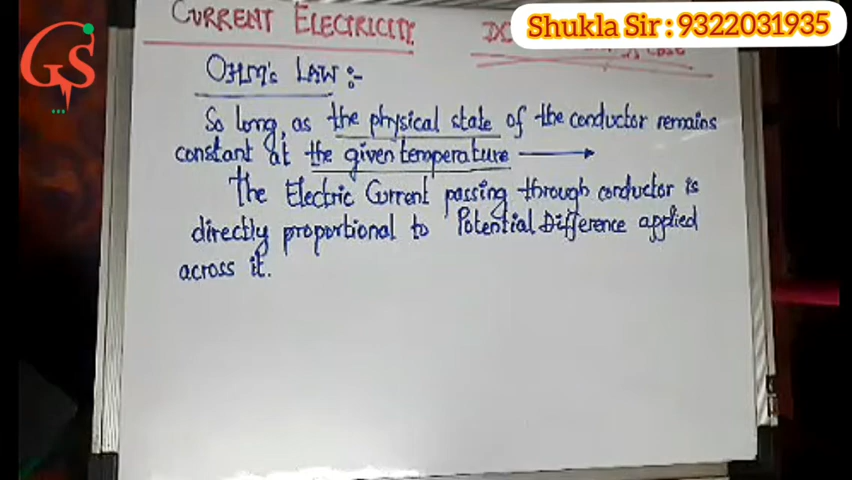 CURRENT ELECTRICITY
Shukla Sir : 9322031935
GS
OHM's LAW :-
So long, as the physical state of the conductor remains
constant at the given temperature
The Electric Current passing through conductor is
directly proportional to Potential Difference applied
across it.